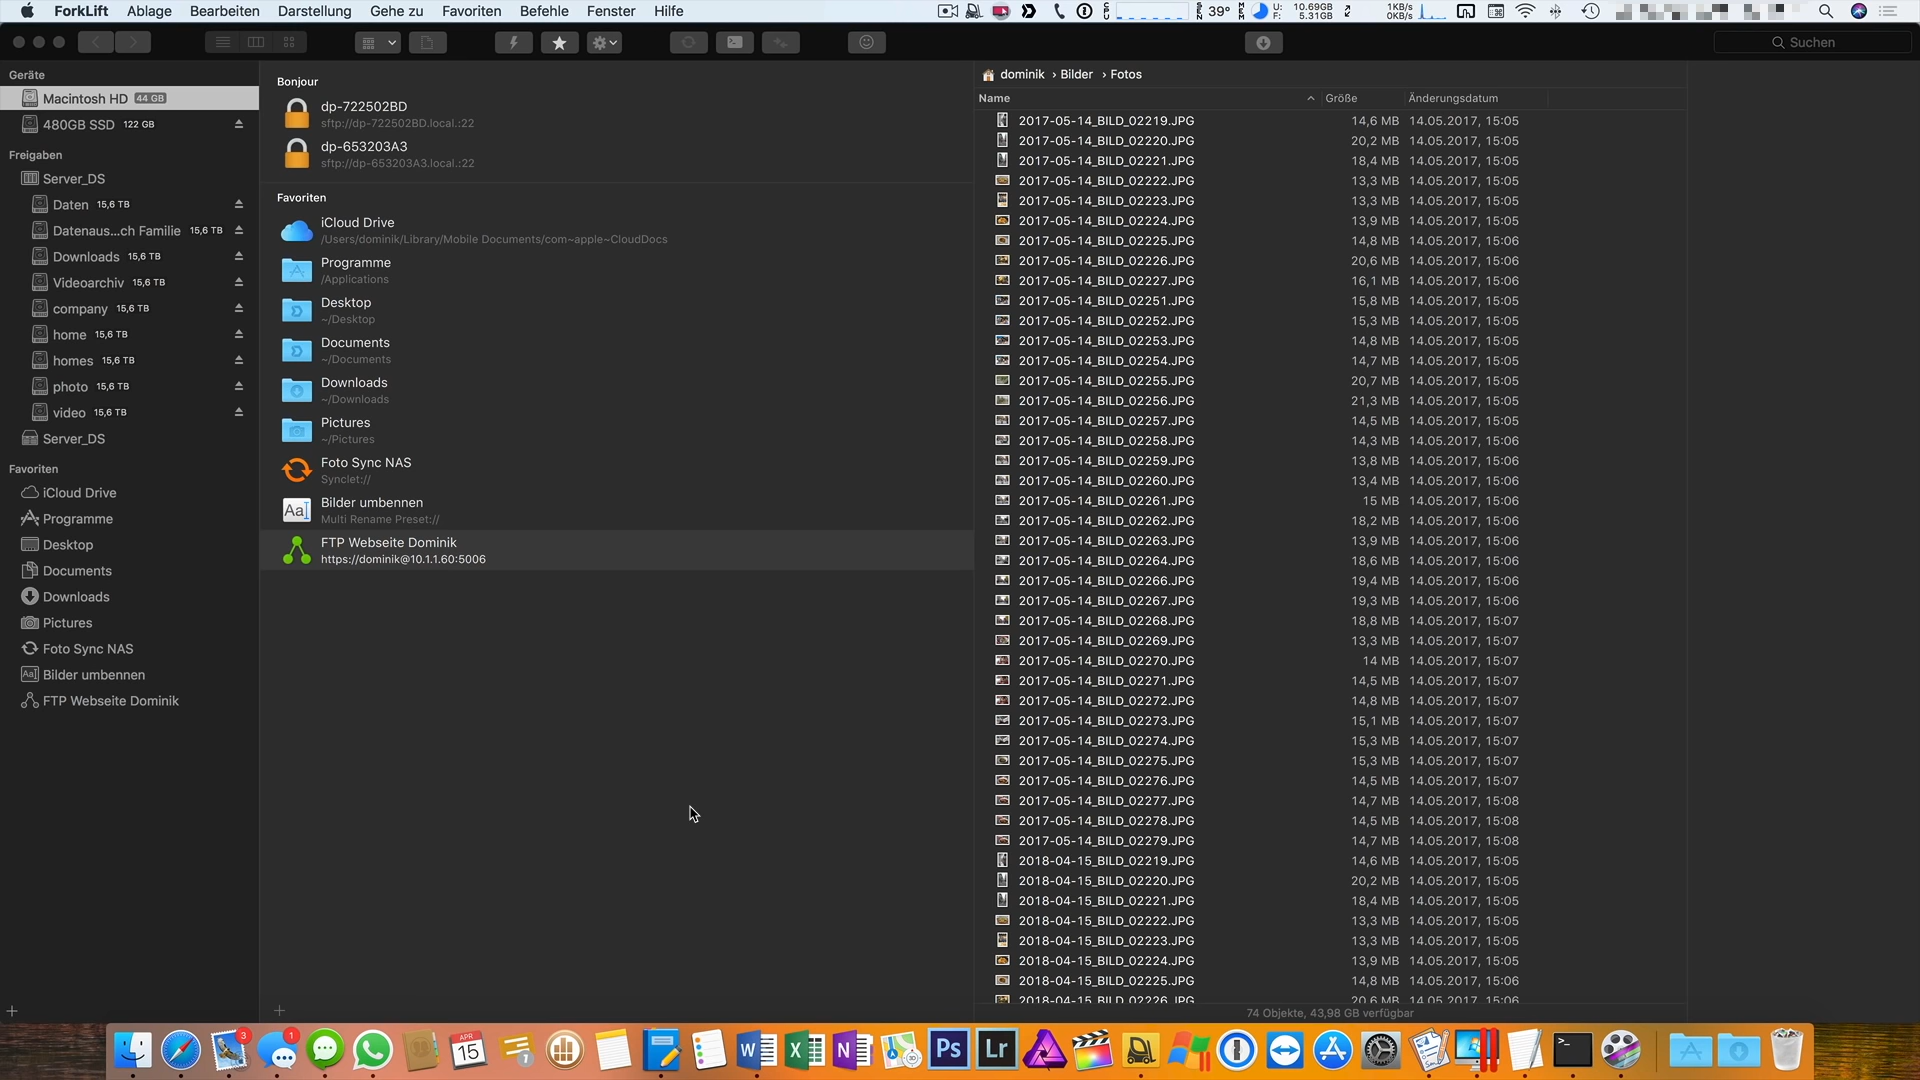 ForkLift Ablage Bearbeiten Darstellung Gehe zu Favoriten Befehle Fenster Hilfe
39° U: F: 10.69GB 5.31GB 1KB/s 0KB/s
Suchen
Geräte
Macintosh HD 44 GB
480GB SSD 122 GB
Freigaben
Server_DS
Daten 15,6 TB
Datenaus...ch Familie 15,6 TB
Downloads 15,6 TB
Videoarchiv 15,6 TB
company 15,6 TB
home 15,6 TB
homes 15,6 TB
photo 15,6 TB
video 15,6 TB
Server_DS
Favoriten
iCloud Drive
Programme
Desktop
Documents
Downloads
Pictures
Foto Sync NAS
Bilder umbennen
FTP Webseite Dominik
Bonjour
dp-722502BD
sftp://dp-722502BD.local.:22
dp-653203A3
sftp://dp-653203A3.local.:22
Favoriten
iCloud Drive
/Users/dominik/Library/Mobile Documents/com~apple~CloudDocs
Programme
/Applications
Desktop
~/Desktop
Documents
~/Documents
Downloads
~/Downloads
Pictures
~/Pictures
Foto Sync NAS
Synclet://
Bilder umbennen
Multi Rename Preset://
FTP Webseite Dominik
https://dominik@10.1.1.60:5006
dominik › Bilder › Fotos
Name Größe Änderungsdatum
2017-05-14_BILD_02219.JPG 14,6 MB 14.05.2017, 15:05
2017-05-14_BILD_02220.JPG 20,2 MB 14.05.2017, 15:05
2017-05-14_BILD_02221.JPG 18,4 MB 14.05.2017, 15:05
2017-05-14_BILD_02222.JPG 13,3 MB 14.05.2017, 15:05
2017-05-14_BILD_02223.JPG 13,3 MB 14.05.2017, 15:05
2017-05-14_BILD_02224.JPG 13,9 MB 14.05.2017, 15:05
2017-05-14_BILD_02225.JPG 14,8 MB 14.05.2017, 15:06
2017-05-14_BILD_02226.JPG 20,6 MB 14.05.2017, 15:06
2017-05-14_BILD_02227.JPG 16,1 MB 14.05.2017, 15:06
2017-05-14_BILD_02251.JPG 15,8 MB 14.05.2017, 15:05
2017-05-14_BILD_02252.JPG 15,3 MB 14.05.2017, 15:05
2017-05-14_BILD_02253.JPG 14,8 MB 14.05.2017, 15:05
2017-05-14_BILD_02254.JPG 14,7 MB 14.05.2017, 15:05
2017-05-14_BILD_02255.JPG 20,7 MB 14.05.2017, 15:05
2017-05-14_BILD_02256.JPG 21,3 MB 14.05.2017, 15:05
2017-05-14_BILD_02257.JPG 14,5 MB 14.05.2017, 15:05
2017-05-14_BILD_02258.JPG 14,3 MB 14.05.2017, 15:06
2017-05-14_BILD_02259.JPG 13,8 MB 14.05.2017, 15:06
2017-05-14_BILD_02260.JPG 13,4 MB 14.05.2017, 15:06
2017-05-14_BILD_02261.JPG 15 MB 14.05.2017, 15:06
2017-05-14_BILD_02262.JPG 18,2 MB 14.05.2017, 15:06
2017-05-14_BILD_02263.JPG 13,9 MB 14.05.2017, 15:06
2017-05-14_BILD_02264.JPG 18,6 MB 14.05.2017, 15:06
2017-05-14_BILD_02266.JPG 19,4 MB 14.05.2017, 15:06
2017-05-14_BILD_02267.JPG 19,3 MB 14.05.2017, 15:06
2017-05-14_BILD_02268.JPG 18,8 MB 14.05.2017, 15:07
2017-05-14_BILD_02269.JPG 13,3 MB 14.05.2017, 15:07
2017-05-14_BILD_02270.JPG 14 MB 14.05.2017, 15:07
2017-05-14_BILD_02271.JPG 14,5 MB 14.05.2017, 15:07
2017-05-14_BILD_02272.JPG 14,8 MB 14.05.2017, 15:07
2017-05-14_BILD_02273.JPG 15,1 MB 14.05.2017, 15:07
2017-05-14_BILD_02274.JPG 15,3 MB 14.05.2017, 15:07
2017-05-14_BILD_02275.JPG 15,3 MB 14.05.2017, 15:07
2017-05-14_BILD_02276.JPG 14,5 MB 14.05.2017, 15:07
2017-05-14_BILD_02277.JPG 14,7 MB 14.05.2017, 15:08
2017-05-14_BILD_02278.JPG 14,5 MB 14.05.2017, 15:08
2017-05-14_BILD_02279.JPG 14,7 MB 14.05.2017, 15:08
2018-04-15_BILD_02219.JPG 14,6 MB 14.05.2017, 15:05
2018-04-15_BILD_02220.JPG 20,2 MB 14.05.2017, 15:05
2018-04-15_BILD_02221.JPG 18,4 MB 14.05.2017, 15:05
2018-04-15_BILD_02222.JPG 13,3 MB 14.05.2017, 15:05
2018-04-15_BILD_02223.JPG 13,3 MB 14.05.2017, 15:05
2018-04-15_BILD_02224.JPG 13,9 MB 14.05.2017, 15:05
2018-04-15_BILD_02225.JPG 14,8 MB 14.05.2017, 15:06
2018-04-15_BILD_02226.JPG 20,6 MB 14.05.2017, 15:06
74 Objekte, 43,98 GB verfügbar
3 1 APR 15 7 W X N 3D Ps Lr